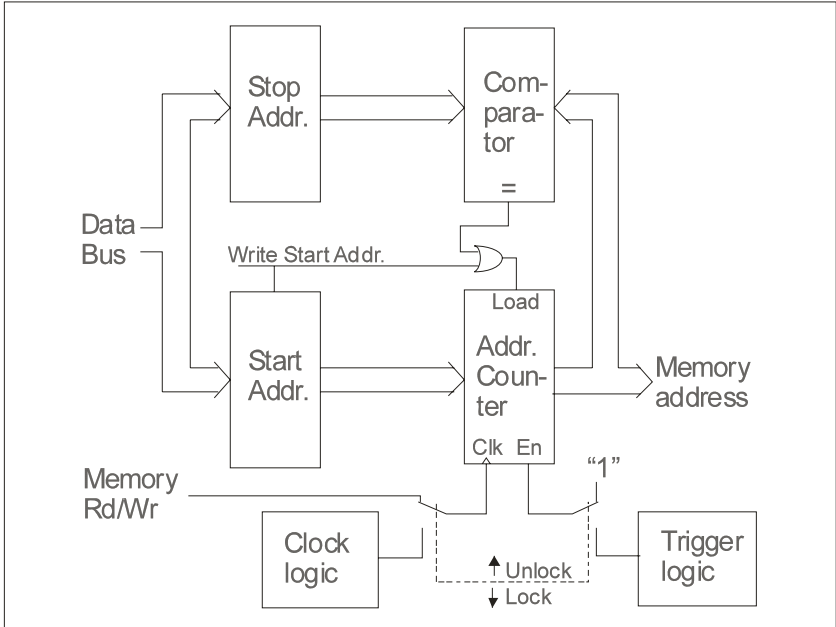 Stop
Addr.
Com-
para-
tor
=
Data
Bus
Write Start Addr.
Load
Start
Addr.
Addr.
Coun-
ter
Memory
address
Clk En
"1"
Memory
Rd/Wr
Clock
logic
Unlock
Lock
Trigger
logic